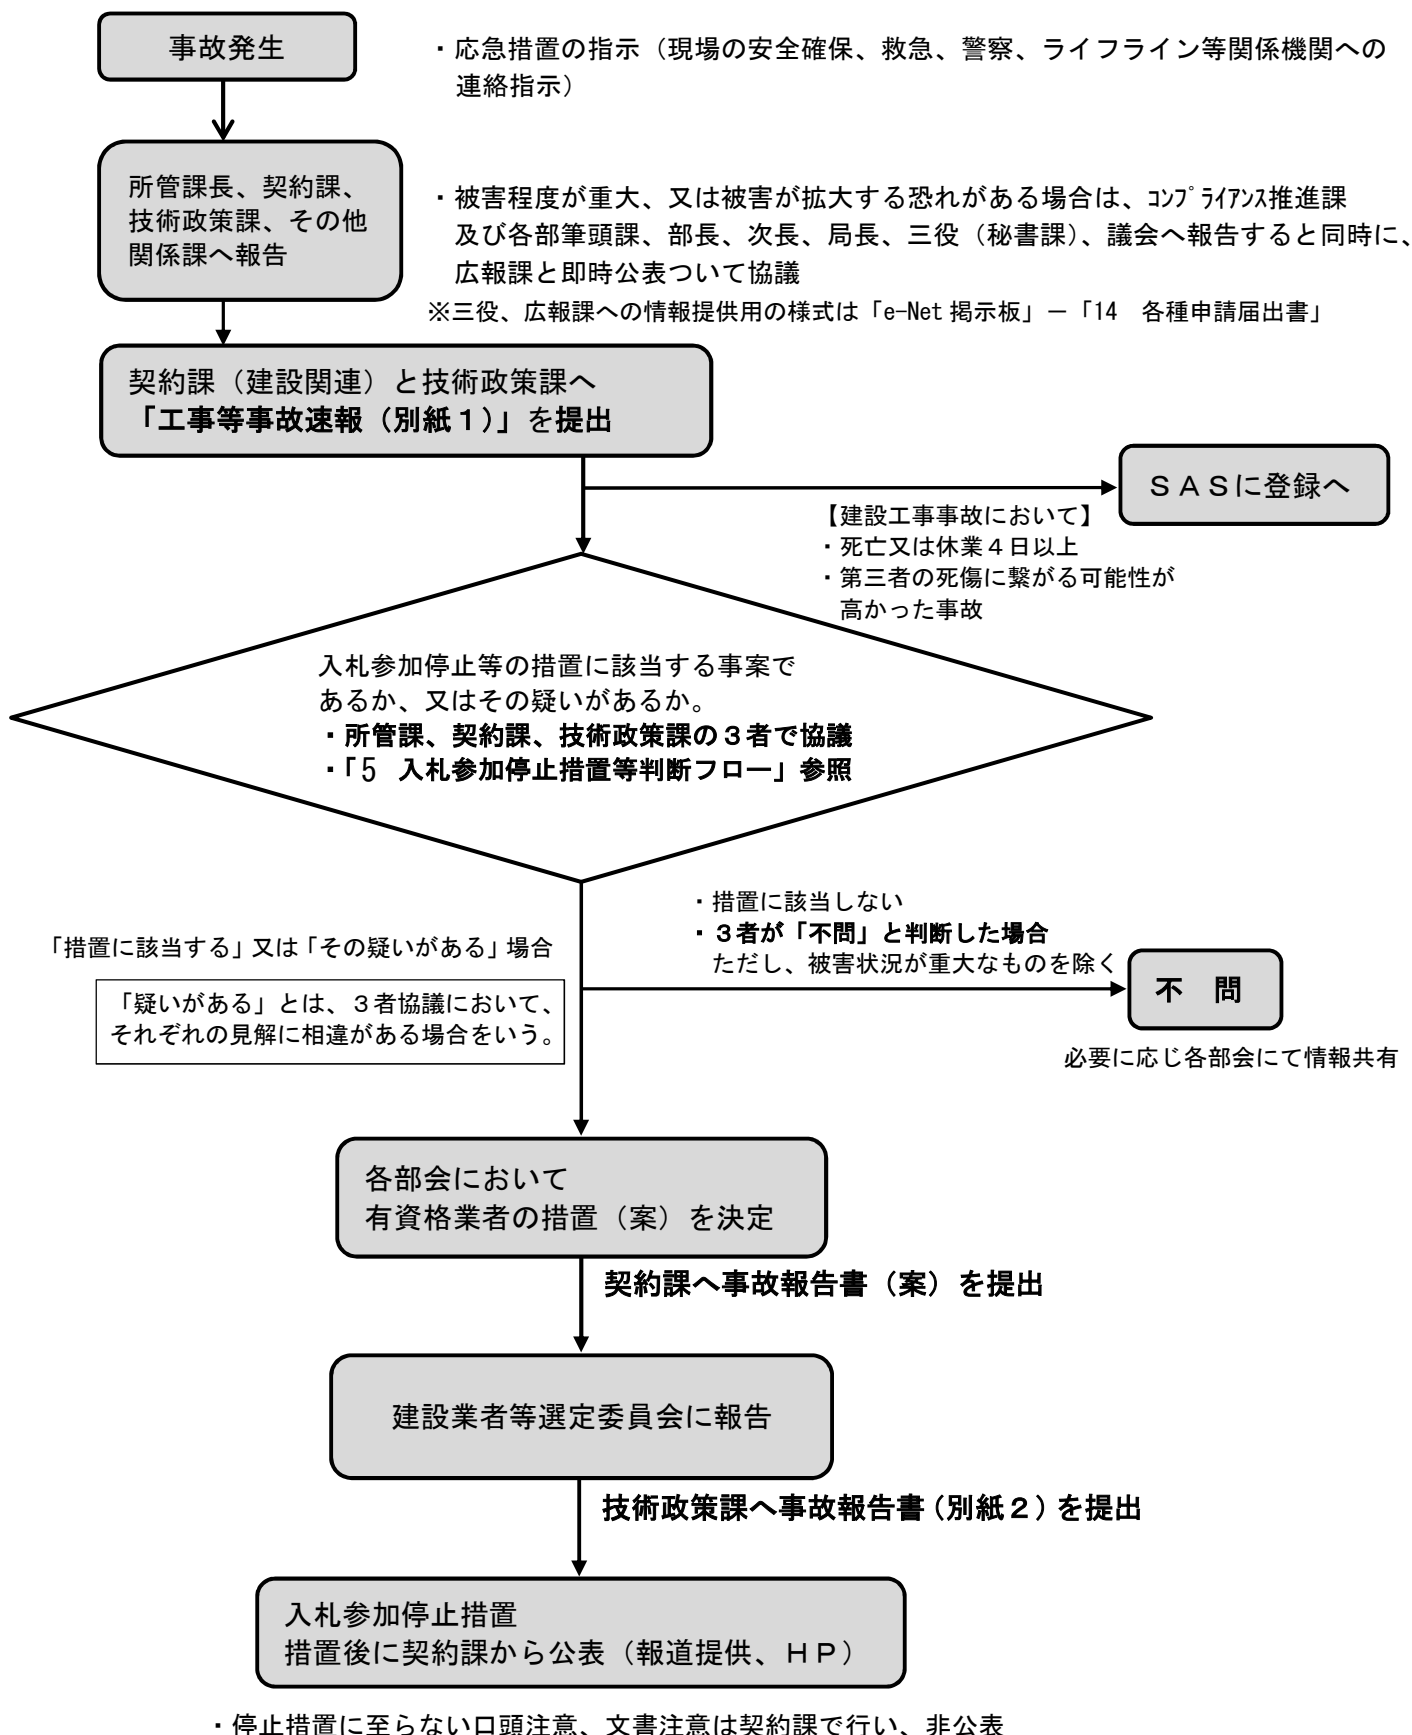 事故発生
・応急措置の指示（現場の安全確保、救急、警察、ライフライン等関係機関への
連絡指示）
所管課長、契約課、
技術政策課、その他
関係課へ報告
・被害程度が重大、又は被害が拡大する恐れがある場合は、ｺﾝﾌﾟﾗｲｱﾝｽ推進課
及び各部筆頭課、部長、次長、局長、三役（秘書課）、議会へ報告すると同時に、
広報課と即時公表ついて協議
※三役、広報課への情報提供用の様式は「e-Net 掲示板」－「14　各種申請届出書」
契約課（建設関連）と技術政策課へ
「工事等事故速報（別紙１）」を提出
ＳＡＳに登録へ
【建設工事事故において】
・死亡又は休業４日以上
・第三者の死傷に繋がる可能性が
高かった事故
入札参加停止等の措置に該当する事案で
あるか、又はその疑いがあるか。
・所管課、契約課、技術政策課の３者で協議
・「5　入札参加停止措置等判断フロー」参照
・措置に該当しない
・３者が「不問」と判断した場合
ただし、被害状況が重大なものを除く
「措置に該当する」又は「その疑いがある」場合
不　問
「疑いがある」とは、３者協議において、
それぞれの見解に相違がある場合をいう。
必要に応じ各部会にて情報共有
各部会において
有資格業者の措置（案）を決定
契約課へ事故報告書（案）を提出
建設業者等選定委員会に報告
技術政策課へ事故報告書（別紙２）を提出
入札参加停止措置
措置後に契約課から公表（報道提供、ＨＰ）
・停止措置に至らない口頭注意、文書注意は契約課で行い、非公表